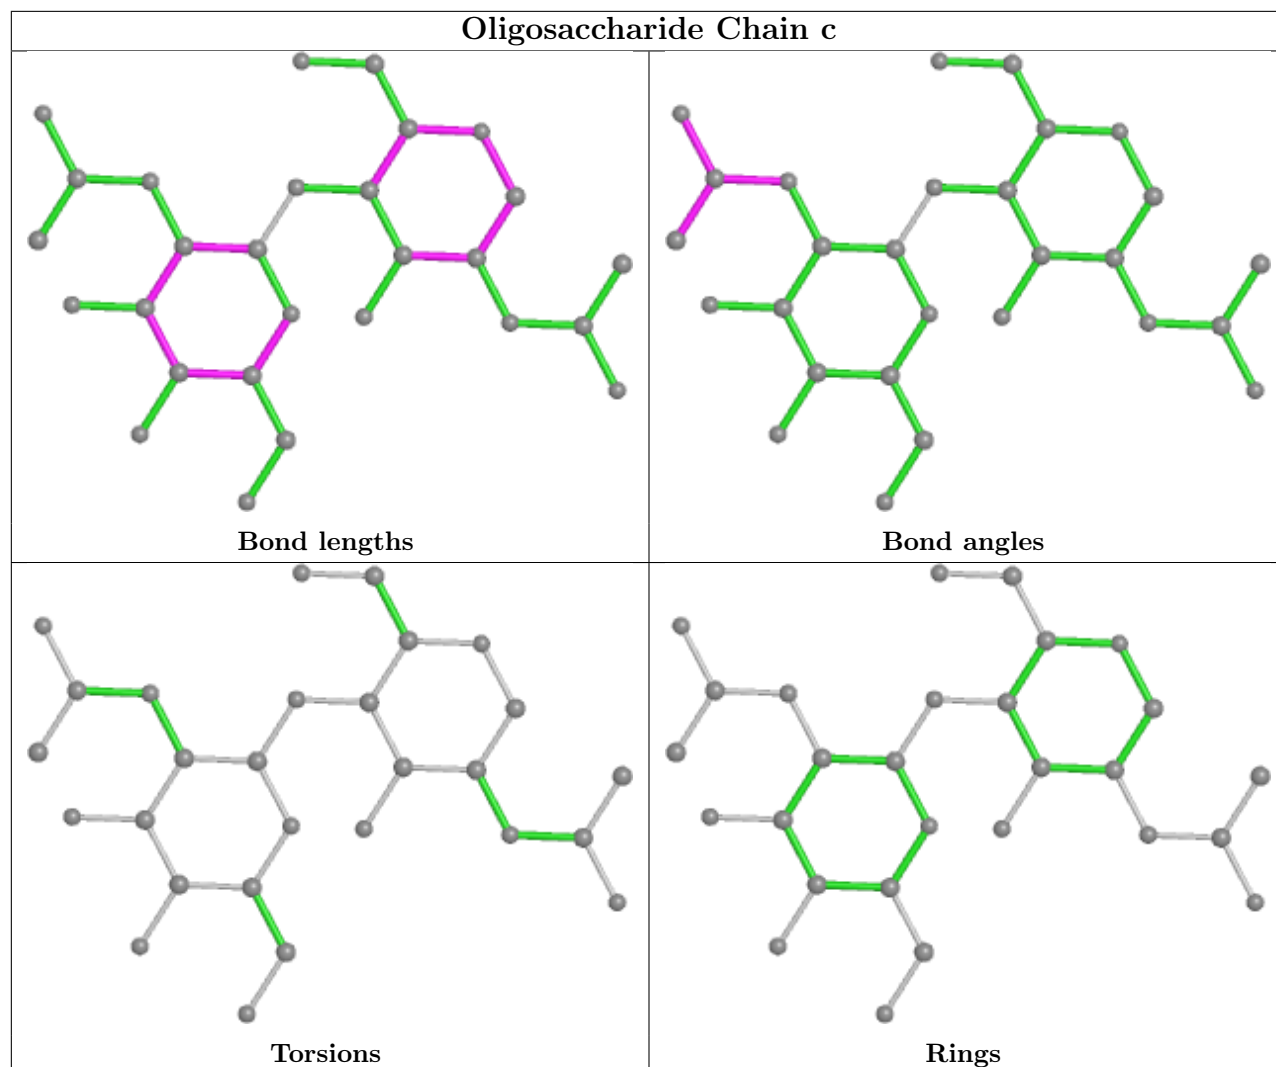 Oligosaccharide Chain c
Bond lengths
Bond angles
Torsions
Rings